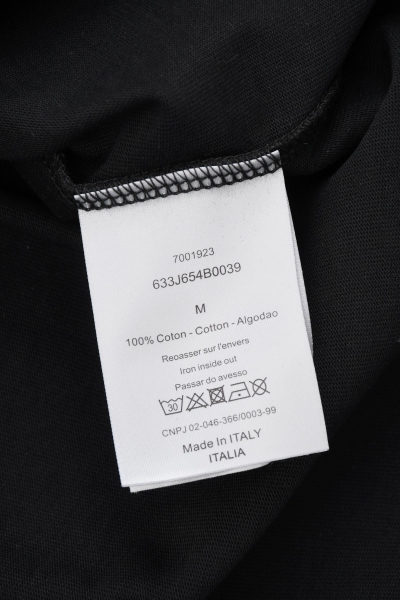 7001923
633J654B0039
M
100% Coton - Cotton - Algodao
Reoasser sur l'envers
Iron inside out
Passar do avesso
30
CNPJ 02-046-366/0003-99
Made in ITALY
ITALIA